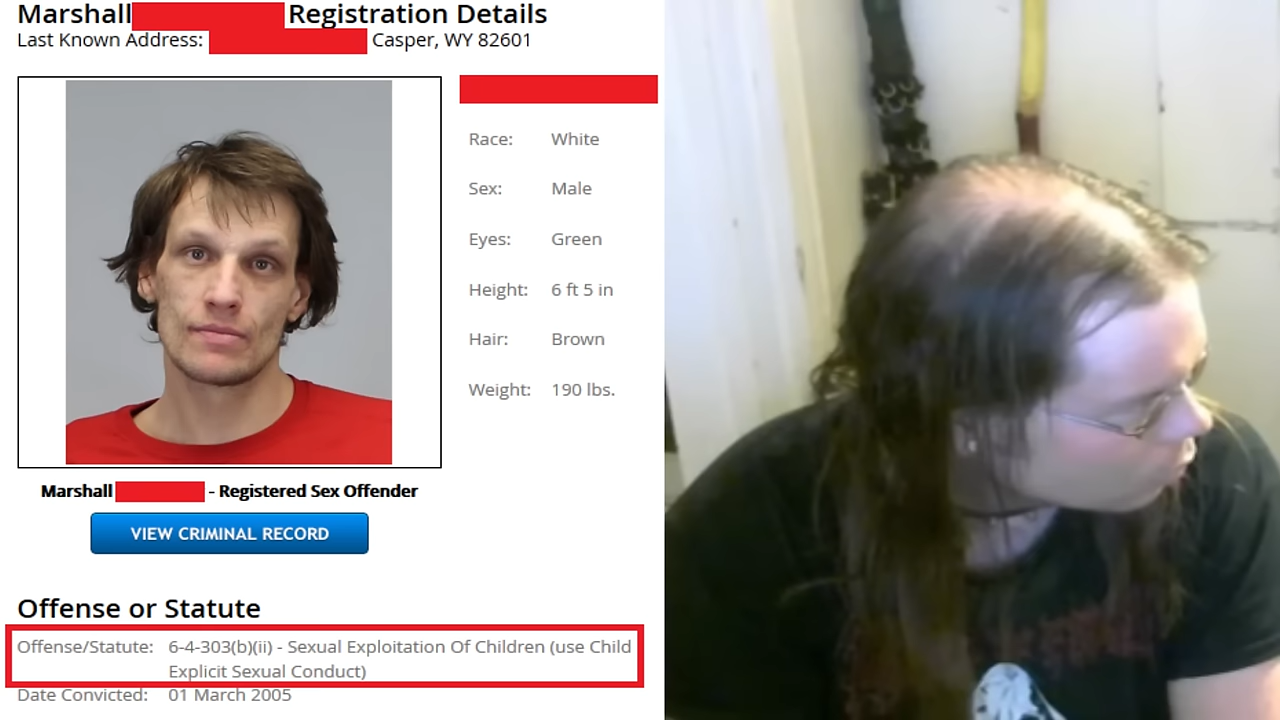 Marshall Registration Details
Last Known Address: Casper, WY 82601
Race: White
Sex: Male
Eyes: Green
Height: 6 ft 5 in
Hair: Brown
Weight: 190 lbs.
Marshall - Registered Sex Offender
VIEW CRIMINAL RECORD
Offense or Statute
Offense/Statute: 6-4-303(b)(ii) - Sexual Exploitation Of Children (use Child
Explicit Sexual Conduct)
Date Convicted: 01 March 2005